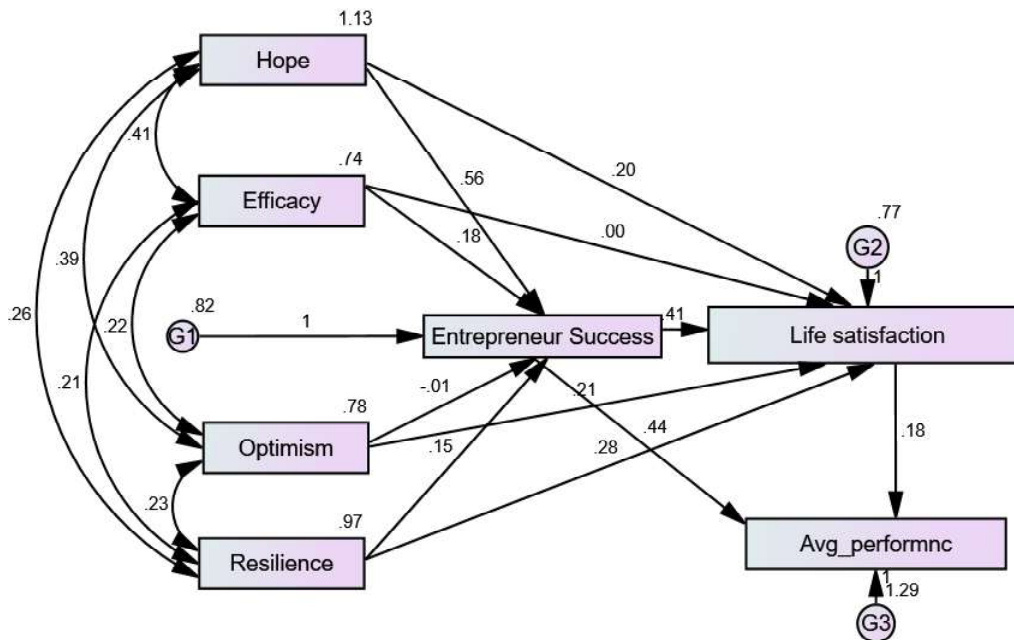 1.13
Hope
.41
.74
Efficacy
.56
.20
.18
.00
.77
G2
1
.39
.26
.22
.82
G1
1
Entrepreneur Success
.41
Life satisfaction
.21
-.01
.21
.78
Optimism
.15
.44
.28
.18
.23
.97
Resilience
Avg_performnc
1
1.29
G3